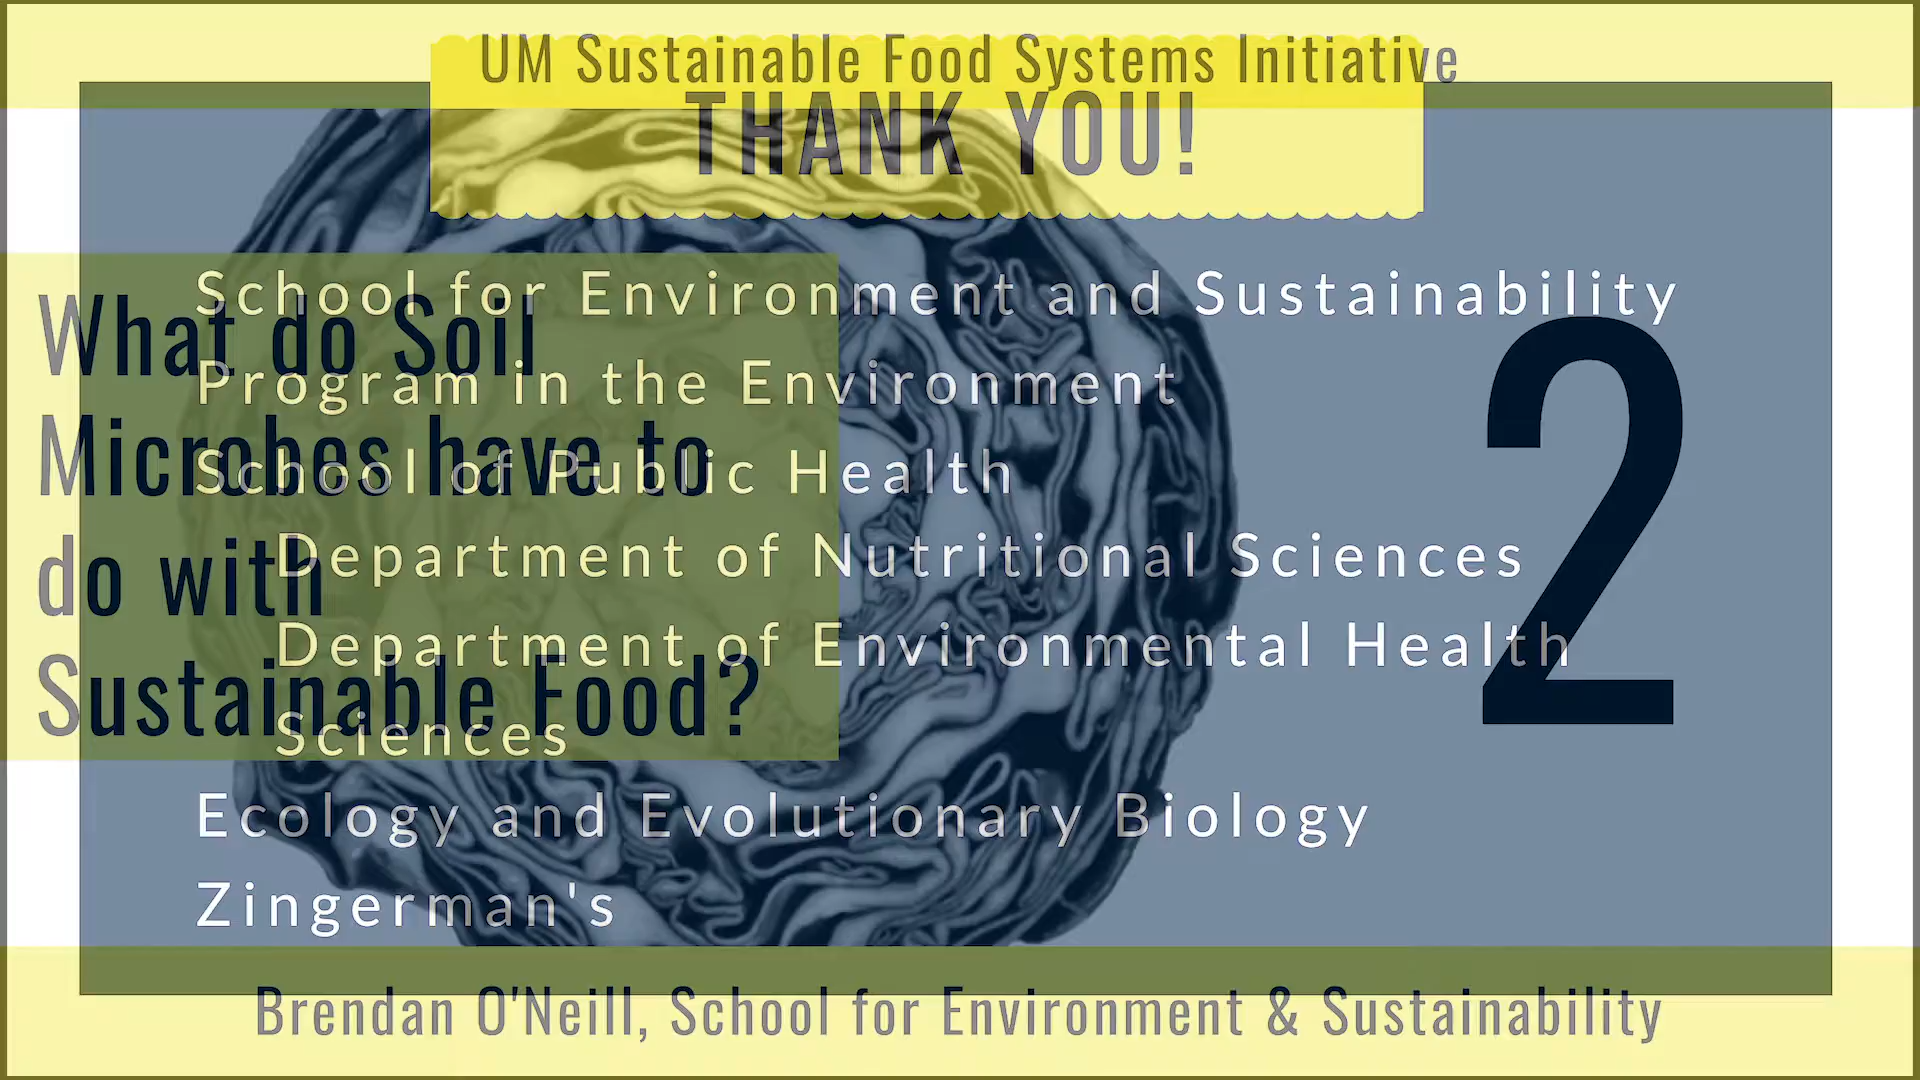 UM Sustainable Food Systems Initiative
THANK YOU!
School for Environment and Sustainability
Program in the Environment
School of Public Health
Department of Nutritional Sciences
Department of Environmental Health
Sciences
Ecology and Evolutionary Biology
Zingerman's
What do Soil
Microbes have to
do with
Sustainable Food?
2
Brendan O'Neill, School for Environment & Sustainability